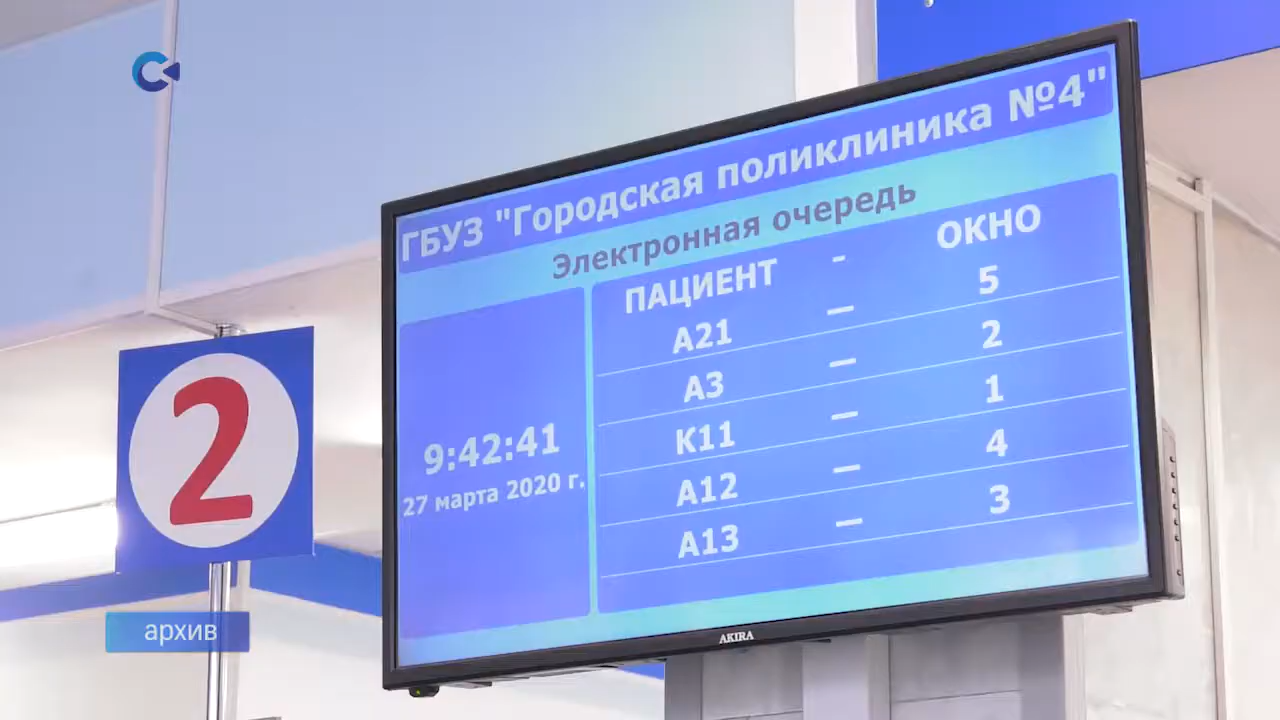 ГБУЗ "Городская поликлиника №4"
Электронная очередь
ПАЦИЕНТ - ОКНО
А21 — 5
А3 — 2
К11 — 1
А12 — 4
А13 — 3
9:42:41
27 марта 2020 г.
2
AKIRA
архив